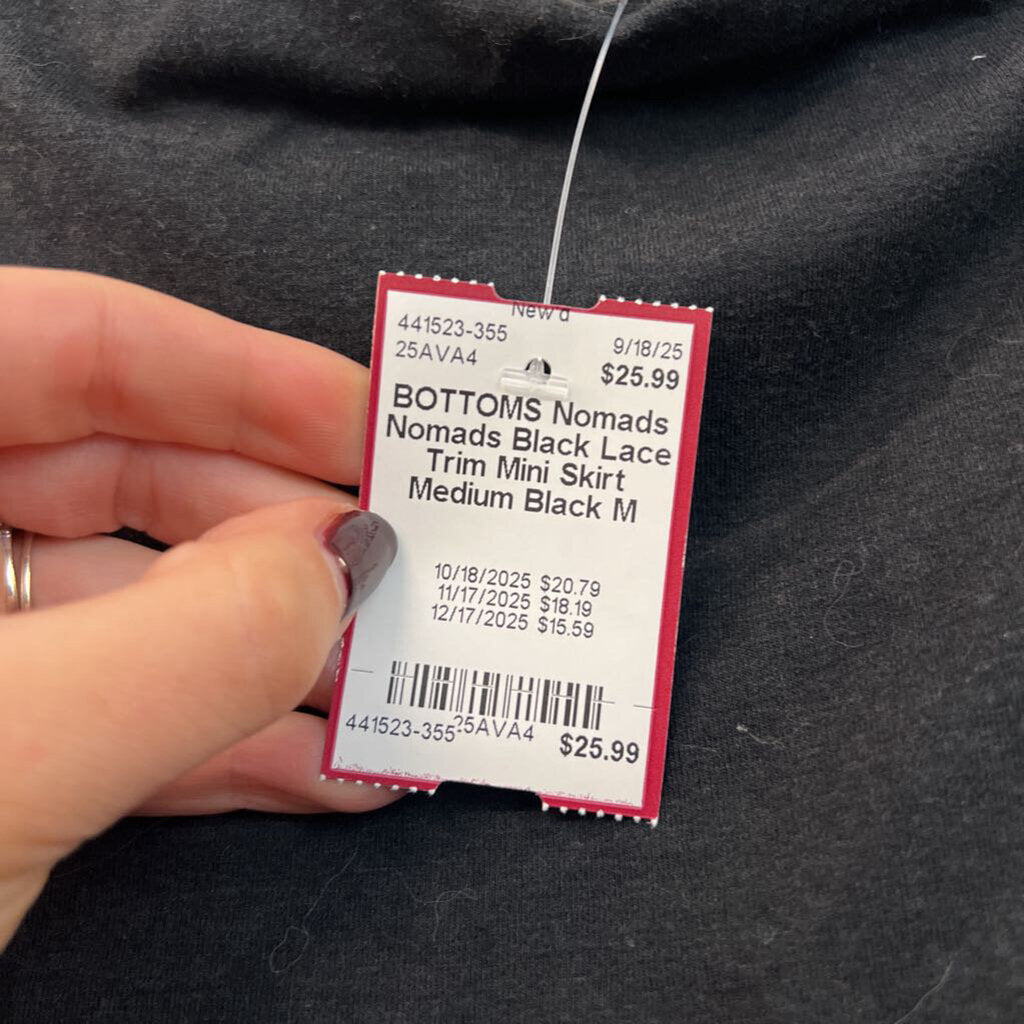 New'd
441523-355
9/18/25
25AVA4
$25.99
BOTTOMS Nomads
Nomads Black Lace
Trim Mini Skirt
Medium Black M
10/18/2025 $20.79
11/17/2025 $18.19
12/17/2025 $15.59
441523-355
25AVA4
$25.99